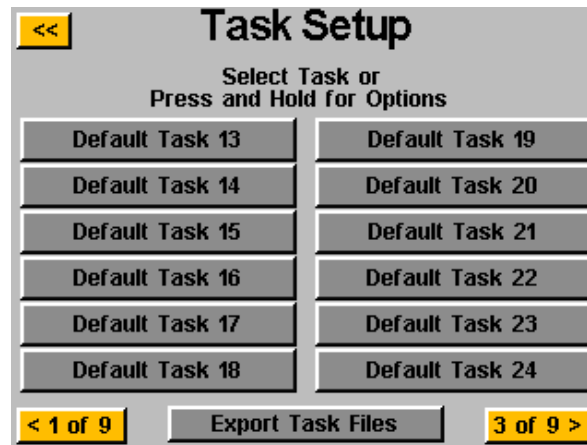 <<
Task Setup
Select Task or
Press and Hold for Options
Default Task 13
Default Task 19
Default Task 14
Default Task 20
Default Task 15
Default Task 21
Default Task 16
Default Task 22
Default Task 17
Default Task 23
Default Task 18
Default Task 24
< 1 of 9
Export Task Files
3 of 9 >